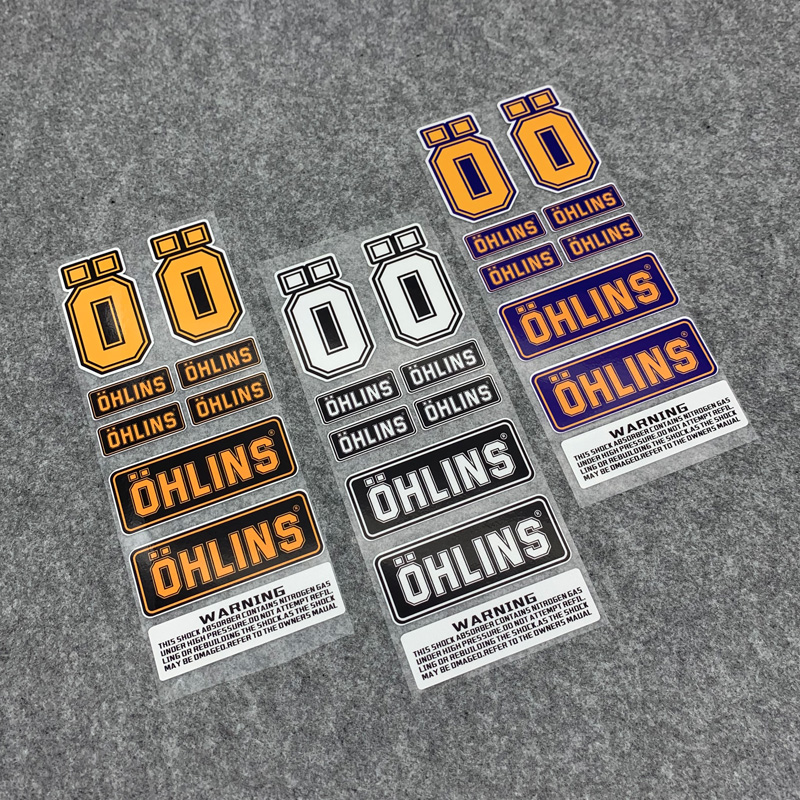 Ö Ö
ÖHLINS ÖHLINS
ÖHLINS ÖHLINS
ÖHLINS®
ÖHLINS®
WARNING
THIS SHOCK ABSORBER CONTAINS NITROGEN GAS
UNDER HIGH PRESSURE.DO NOT ATTEMPT REFIL.
LING OR REBUILDING THE SHOCK.AS THE SHOCK
MAY BE OMAGED.REFER TO THE OWNERS MAUAL
Ö Ö
ÖHLINS ÖHLINS
ÖHLINS ÖHLINS
ÖHLINS®
ÖHLINS®
WARNING
THIS SHOCK ABSORBER CONTAINS NITROGEN GAS
UNDER HIGH PRESSURE.DO NOT ATTEMPT REFIL.
LING OR REBUILDING THE SHOCK.AS THE SHOCK
MAY BE OMAGED.REFER TO THE OWNERS MAUAL
Ö Ö
ÖHLINS ÖHLINS
ÖHLINS ÖHLINS
ÖHLINS®
ÖHLINS®
WARNING
THIS SHOCK ABSORBER CONTAINS NITROGEN GAS
UNDER HIGH PRESSURE.DO NOT ATTEMPT REFIL.
LING OR REBUILDING THE SHOCK.AS THE SHOCK
MAY BE OMAGED.REFER TO THE OWNERS MAUAL